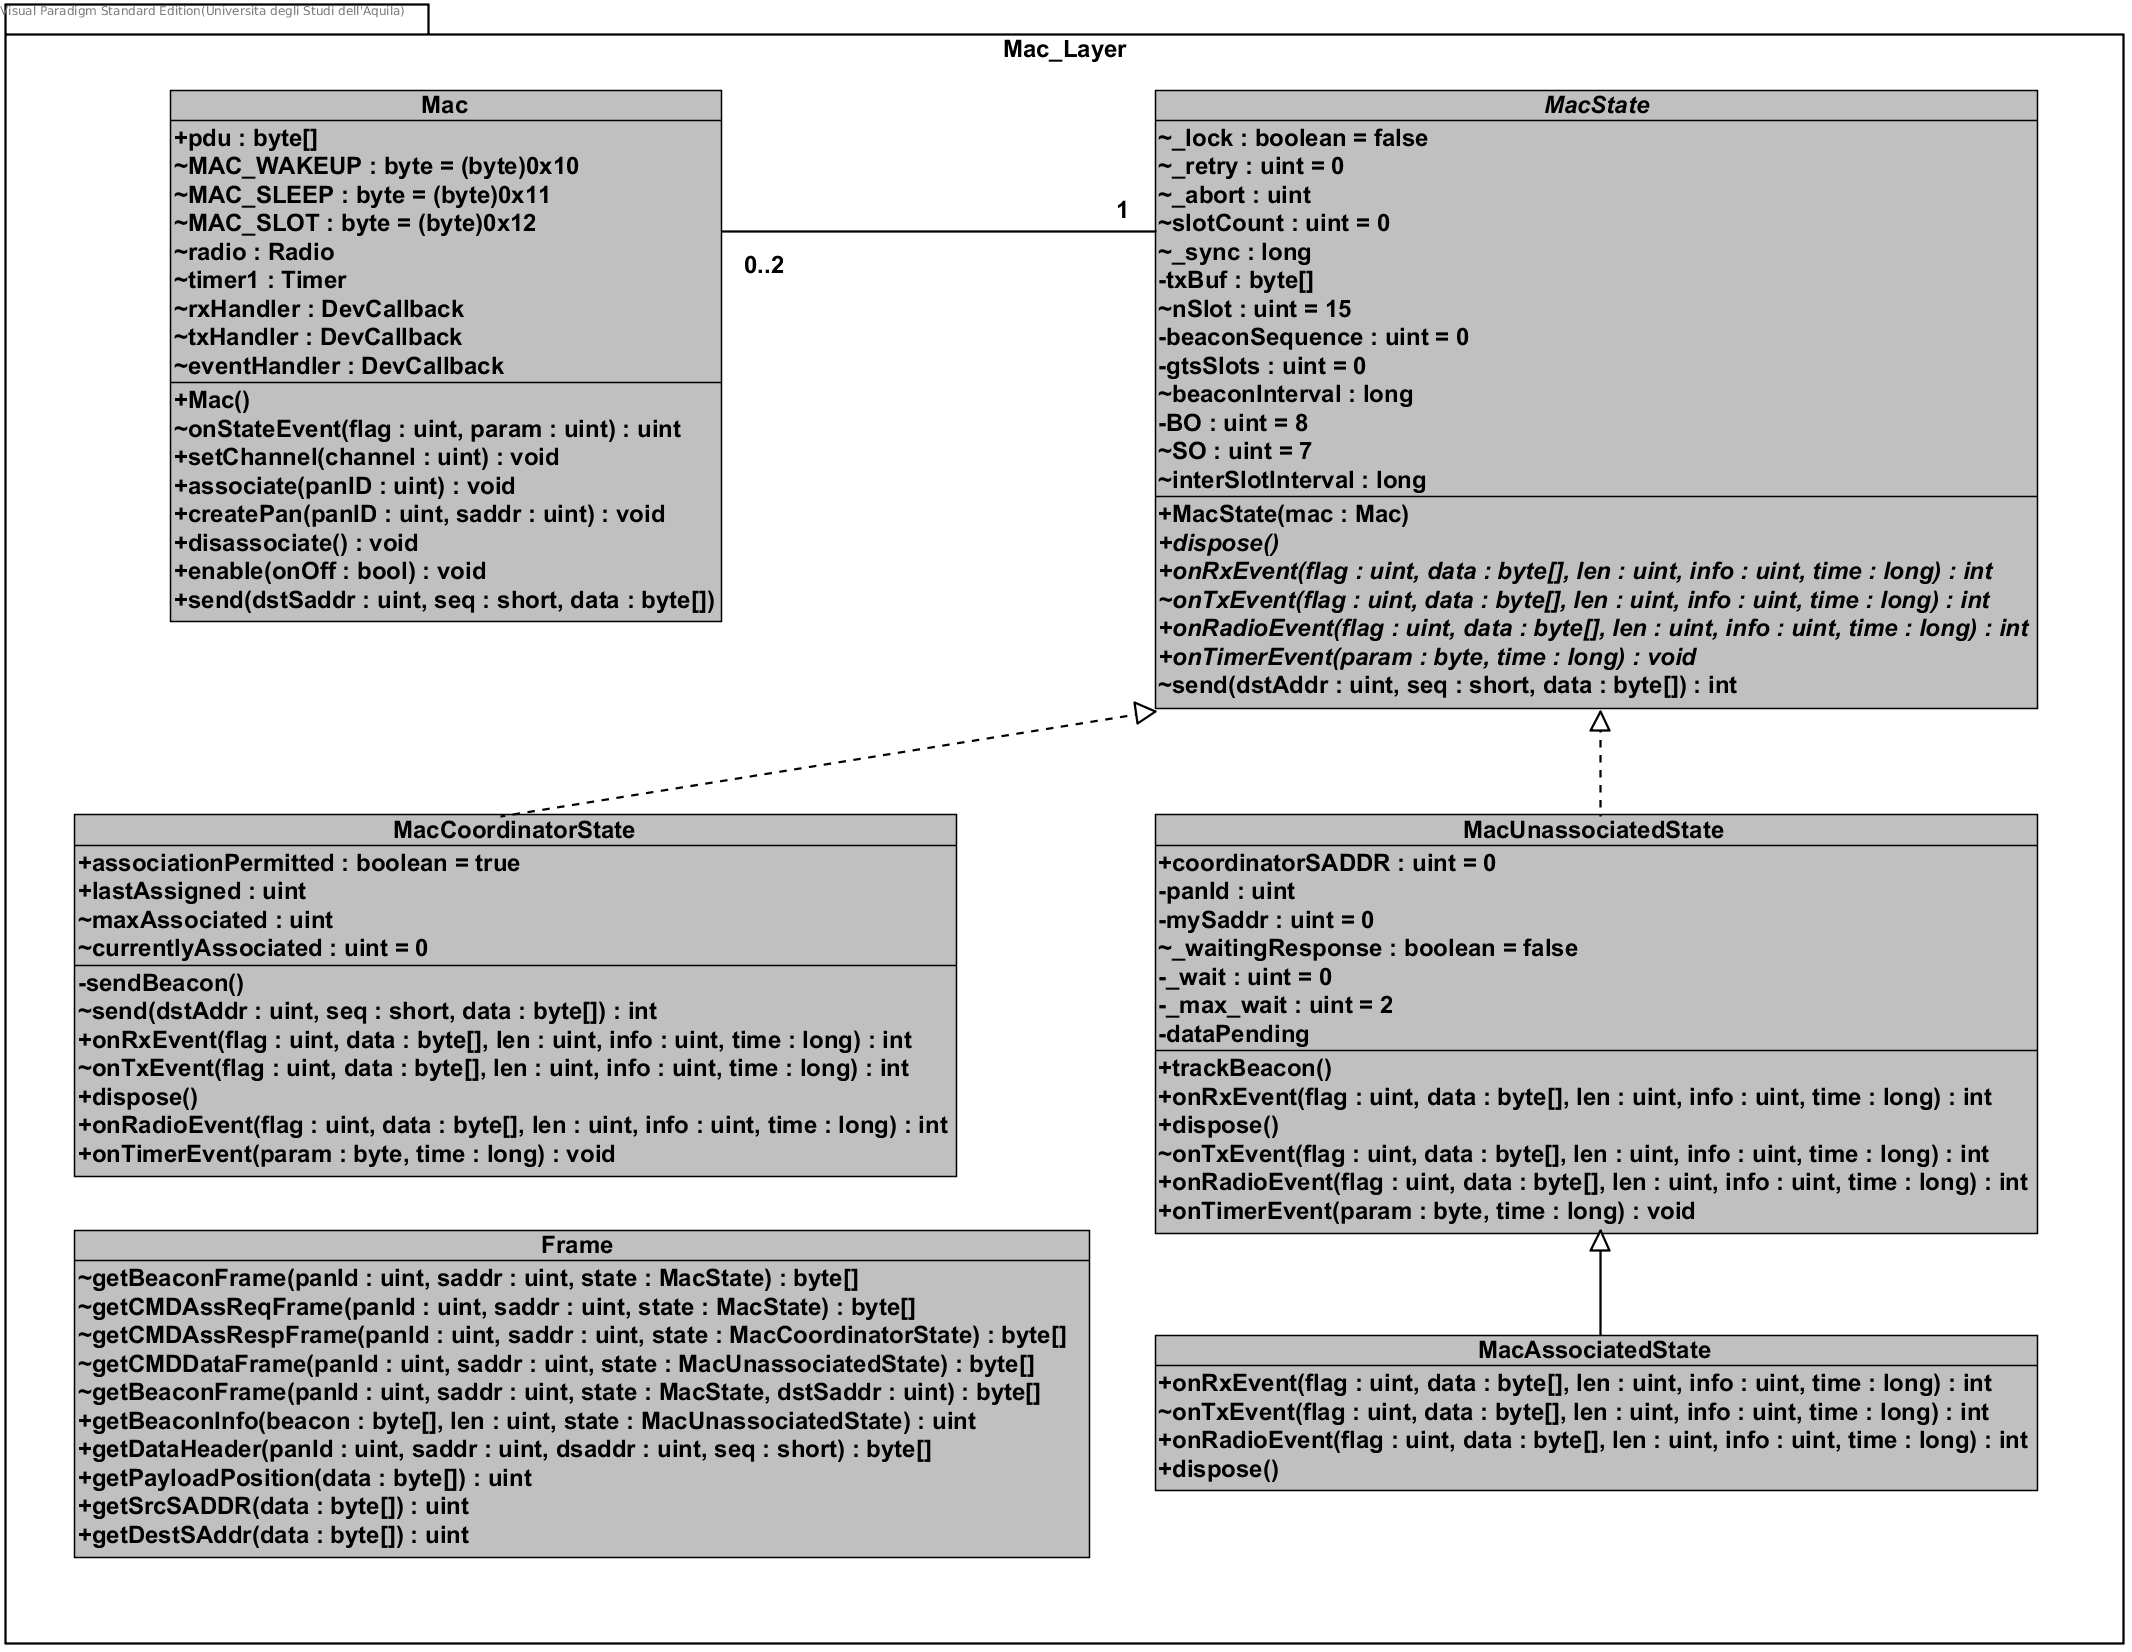 Visual Paradigm Standard Edition(Universita degli Studi dell'Aquila)
Mac_Layer
Mac
+pdu : byte[]
~MAC_WAKEUP : byte = (byte)0x10
~MAC_SLEEP : byte = (byte)0x11
~MAC_SLOT : byte = (byte)0x12
~radio : Radio
~timer1 : Timer
~rxHandler : DevCallback
~txHandler : DevCallback
~eventHandler : DevCallback
+Mac()
~onStateEvent(flag : uint, param : uint) : uint
+setChannel(channel : uint) : void
+associate(panID : uint) : void
+createPan(panID : uint, saddr : uint) : void
+disassociate() : void
+enable(onOff : bool) : void
+send(dstSaddr : uint, seq : short, data : byte[])
1
0..2
MacState
~_lock : boolean = false
~_retry : uint = 0
~_abort : uint
~slotCount : uint = 0
~_sync : long
-txBuf : byte[]
~nSlot : uint = 15
-beaconSequence : uint = 0
-gtsSlots : uint = 0
~beaconInterval : long
-BO : uint = 8
~SO : uint = 7
~interSlotInterval : long
+MacState(mac : Mac)
+dispose()
+onRxEvent(flag : uint, data : byte[], len : uint, info : uint, time : long) : int
~onTxEvent(flag : uint, data : byte[], len : uint, info : uint, time : long) : int
+onRadioEvent(flag : uint, data : byte[], len : uint, info : uint, time : long) : int
+onTimerEvent(param : byte, time : long) : void
~send(dstAddr : uint, seq : short, data : byte[]) : int
MacCoordinatorState
+associationPermitted : boolean = true
+lastAssigned : uint
~maxAssociated : uint
~currentlyAssociated : uint = 0
-sendBeacon()
~send(dstAddr : uint, seq : short, data : byte[]) : int
+onRxEvent(flag : uint, data : byte[], len : uint, info : uint, time : long) : int
~onTxEvent(flag : uint, data : byte[], len : uint, info : uint, time : long) : int
+dispose()
+onRadioEvent(flag : uint, data : byte[], len : uint, info : uint, time : long) : int
+onTimerEvent(param : byte, time : long) : void
MacUnassociatedState
+coordinatorSADDR : uint = 0
-panId : uint
-mySaddr : uint = 0
~_waitingResponse : boolean = false
-_wait : uint = 0
-_max_wait : uint = 2
-dataPending
+trackBeacon()
+onRxEvent(flag : uint, data : byte[], len : uint, info : uint, time : long) : int
+dispose()
~onTxEvent(flag : uint, data : byte[], len : uint, info : uint, time : long) : int
+onRadioEvent(flag : uint, data : byte[], len : uint, info : uint, time : long) : int
+onTimerEvent(param : byte, time : long) : void
Frame
~getBeaconFrame(panId : uint, saddr : uint, state : MacState) : byte[]
~getCMDAssReqFrame(panId : uint, saddr : uint, state : MacState) : byte[]
~getCMDAssRespFrame(panId : uint, saddr : uint, state : MacCoordinatorState) : byte[]
~getCMDDataFrame(panId : uint, saddr : uint, state : MacUnassociatedState) : byte[]
~getBeaconFrame(panId : uint, saddr : uint, state : MacState, dstSaddr : uint) : byte[]
+getBeaconInfo(beacon : byte[], len : uint, state : MacUnassociatedState) : uint
+getDataHeader(panId : uint, saddr : uint, dsaddr : uint, seq : short) : byte[]
+getPayloadPosition(data : byte[]) : uint
+getSrcSADDR(data : byte[]) : uint
+getDestSAddr(data : byte[]) : uint
MacAssociatedState
+onRxEvent(flag : uint, data : byte[], len : uint, info : uint, time : long) : int
~onTxEvent(flag : uint, data : byte[], len : uint, info : uint, time : long) : int
+onRadioEvent(flag : uint, data : byte[], len : uint, info : uint, time : long) : int
+dispose()